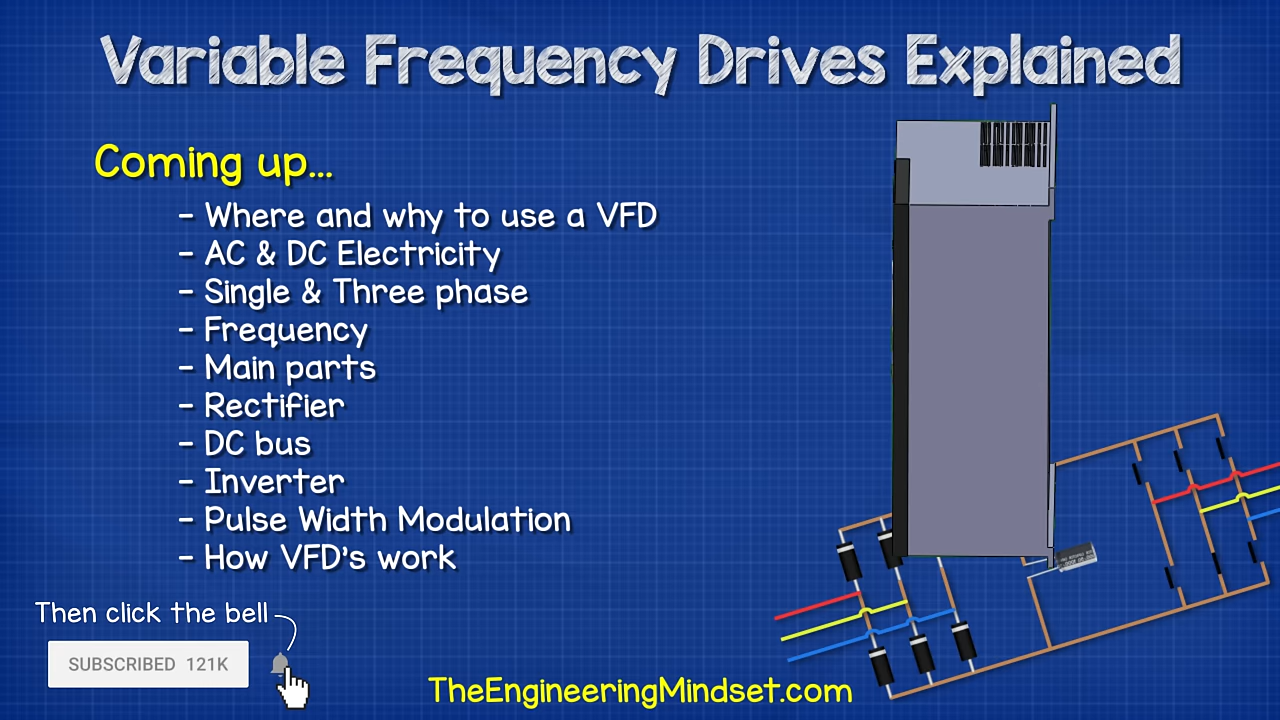 Variable Frequency Drives Explained
Coming up...
- Where and why to use a VFD
- AC & DC Electricity
- Single & Three phase
- Frequency
- Main parts
- Rectifier
- DC bus
- Inverter
- Pulse Width Modulation
- How VFD's work
Then click the bell
SUBSCRIBED 121K
TheEngineeringMindset.com